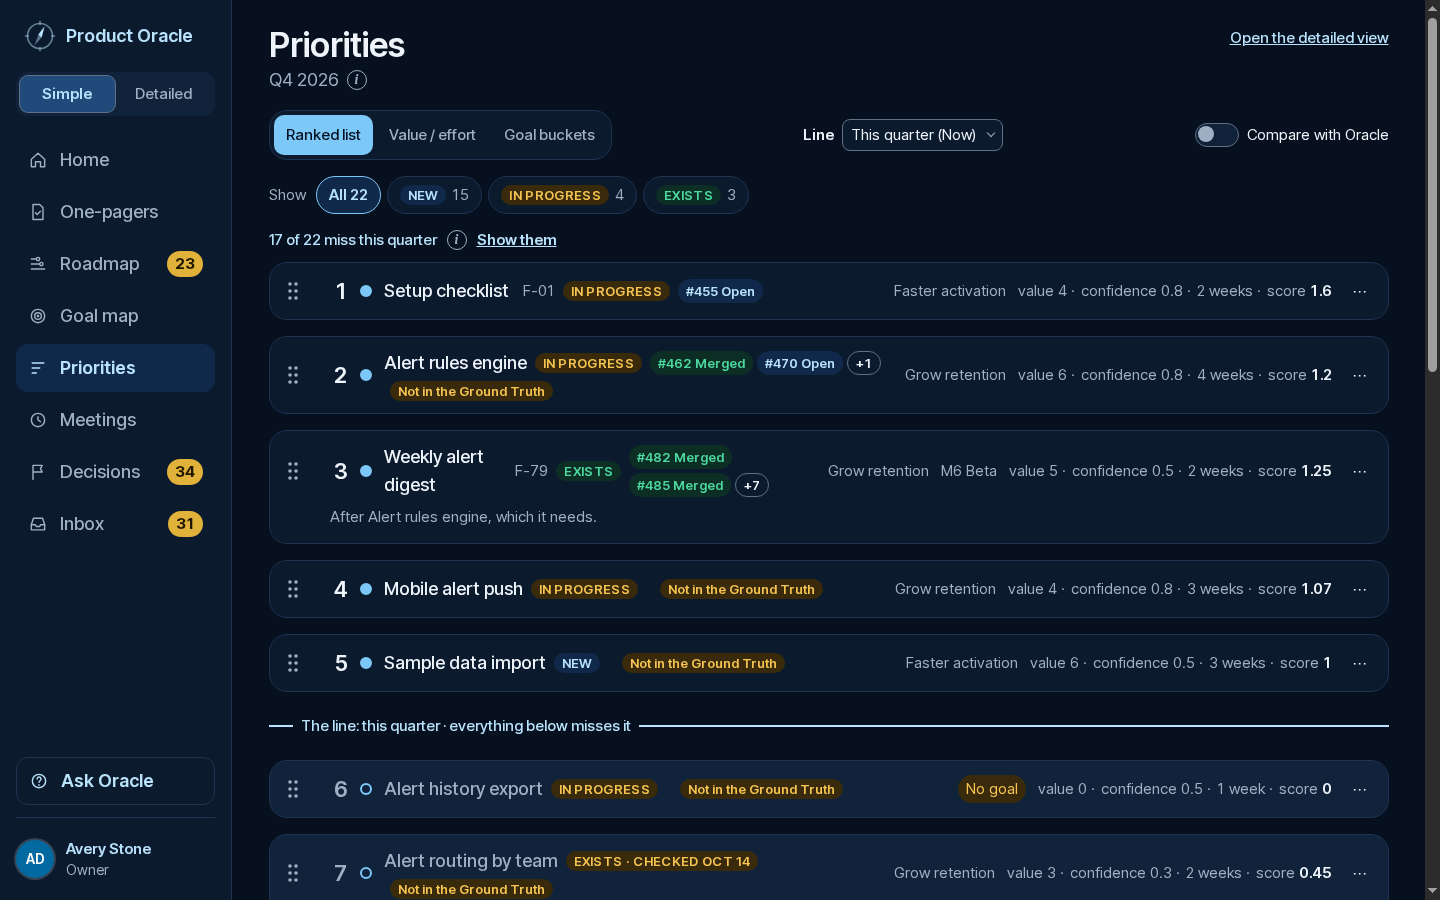 Product Oracle
Simple
Detailed
Home
One-pagers
Roadmap 23
Goal map
Priorities
Meetings
Decisions 34
Inbox 31
Ask Oracle
AD
Avery Stone
Owner
Priorities
Open the detailed view
Q4 2026 i
Ranked list Value / effort Goal buckets
Line This quarter (Now)
Compare with Oracle
Show All 22 NEW 15 IN PROGRESS 4 EXISTS 3
17 of 22 miss this quarter i Show them
1 Setup checklist F-01 IN PROGRESS #455 Open Faster activation value 4 · confidence 0.8 · 2 weeks · score 1.6 ···
2 Alert rules engine IN PROGRESS #462 Merged #470 Open +1
Not in the Ground Truth
Grow retention value 6 · confidence 0.8 · 4 weeks · score 1.2 ···
3 Weekly alert digest F-79 EXISTS #482 Merged
#485 Merged +7
Grow retention M6 Beta value 5 · confidence 0.5 · 2 weeks · score 1.25 ···
After Alert rules engine, which it needs.
4 Mobile alert push IN PROGRESS Not in the Ground Truth Grow retention value 4 · confidence 0.8 · 3 weeks · score 1.07 ···
5 Sample data import NEW Not in the Ground Truth Faster activation value 6 · confidence 0.5 · 3 weeks · score 1 ···
The line: this quarter · everything below misses it
6 Alert history export IN PROGRESS Not in the Ground Truth No goal value 0 · confidence 0.5 · 1 week · score 0 ···
7 Alert routing by team EXISTS · CHECKED OCT 14
Not in the Ground Truth
Grow retention value 3 · confidence 0.3 · 2 weeks · score 0.45 ···